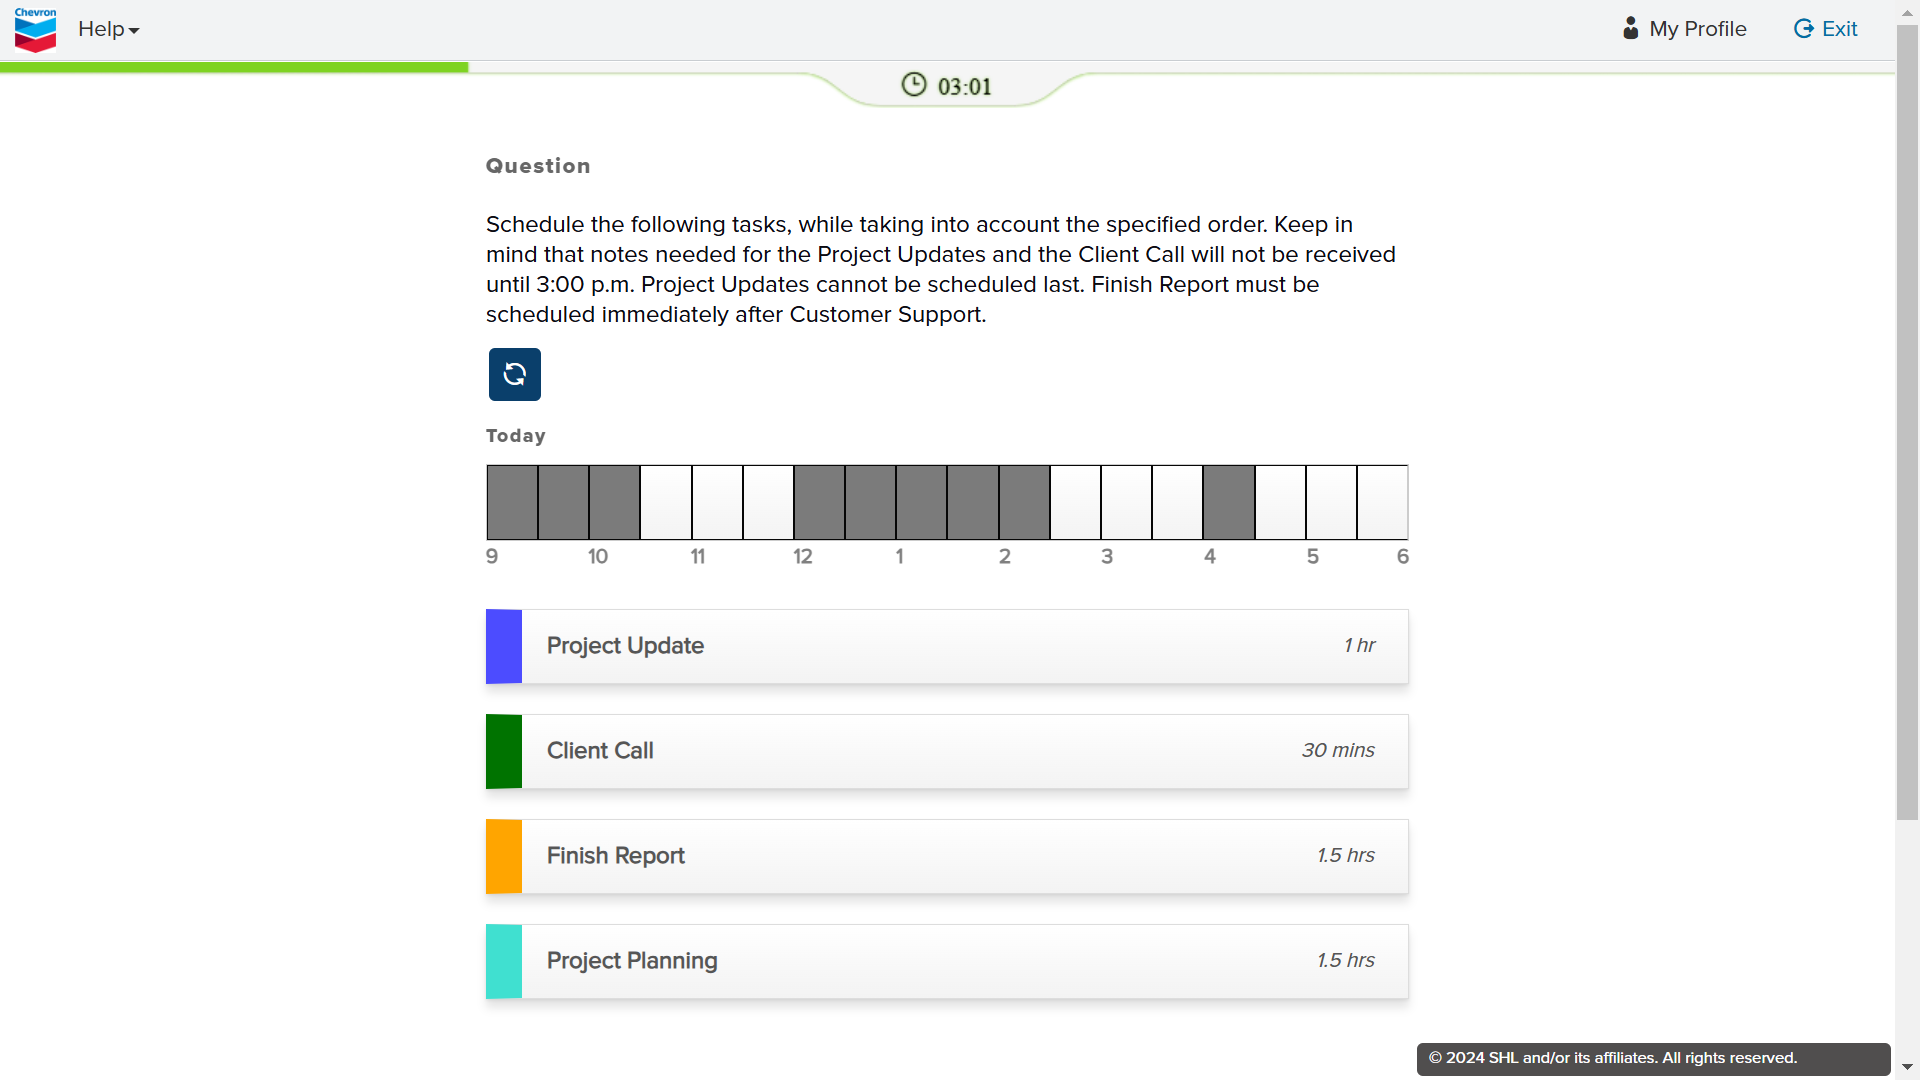 Chevron
Help
My Profile
Exit
03:01
Question
Schedule the following tasks, while taking into account the specified order. Keep in
mind that notes needed for the Project Updates and the Client Call will not be received
until 3:00 p.m. Project Updates cannot be scheduled last. Finish Report must be
scheduled immediately after Customer Support.
Today
9 10 11 12 1 2 3 4 5 6
Project Update 1 hr
Client Call 30 mins
Finish Report 1.5 hrs
Project Planning 1.5 hrs
© 2024 SHL and/or its affiliates. All rights reserved.